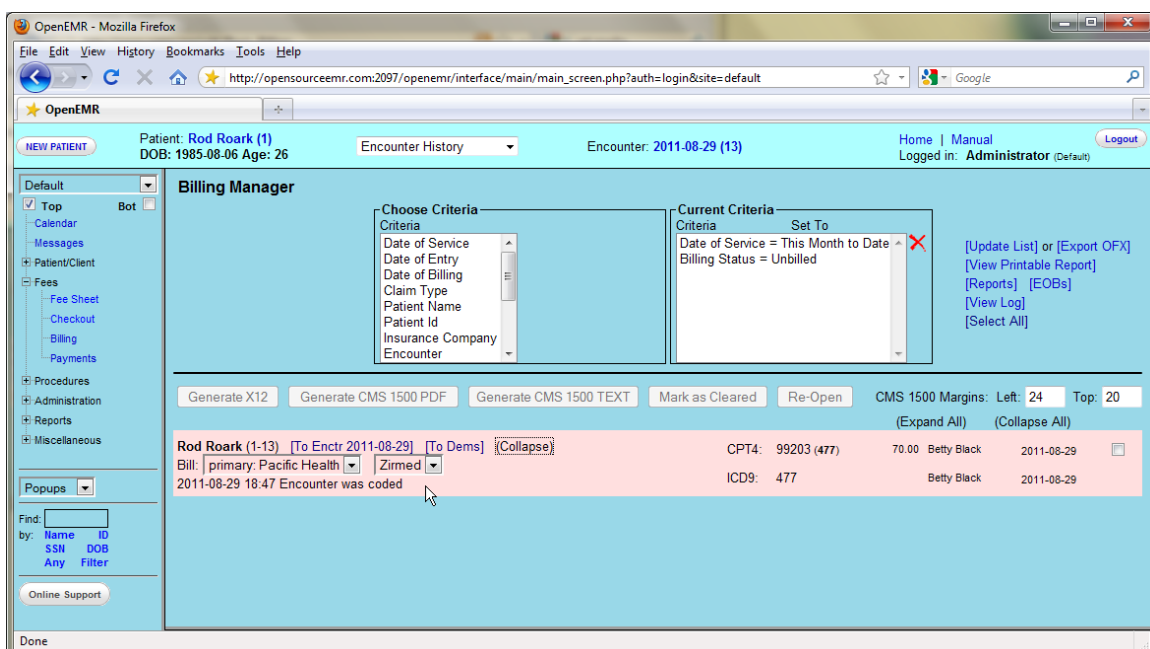 OpenEMR - Mozilla Firefox
File Edit View History Bookmarks Tools Help
http://opensourceemr.com:2097/openemr/interface/main/main_screen.php?auth=login&site=default
Google
OpenEMR
NEW PATIENT
Patient: Rod Roark (1)
DOB: 1985-08-06 Age: 26
Encounter History
Encounter: 2011-08-29 (13)
Home | Manual
Logged in: Administrator (Default)
Logout
Default
Top Bot
Calendar
Messages
Patient/Client
Fees
Fee Sheet
Checkout
Billing
Payments
Procedures
Administration
Reports
Miscellaneous
Popups
Find:
by: Name ID
SSN DOB
Any Filter
Online Support
Billing Manager
Choose Criteria
Criteria
Date of Service
Date of Entry
Date of Billing
Claim Type
Patient Name
Patient Id
Insurance Company
Encounter
Current Criteria
Criteria Set To
Date of Service = This Month to Date
Billing Status = Unbilled
[Update List] or [Export OFX]
[View Printable Report]
[Reports] [EOBs]
[View Log]
[Select All]
Generate X12 Generate CMS 1500 PDF Generate CMS 1500 TEXT Mark as Cleared Re-Open CMS 1500 Margins: Left: 24 Top: 20
(Expand All) (Collapse All)
Rod Roark (1-13) [To Enctr 2011-08-29] [To Dems] (Collapse) CPT4: 99203 (477) 70.00 Betty Black 2011-08-29
Bill: primary: Pacific Health Zirmed
ICD9: 477 Betty Black 2011-08-29
2011-08-29 18:47 Encounter was coded
Done